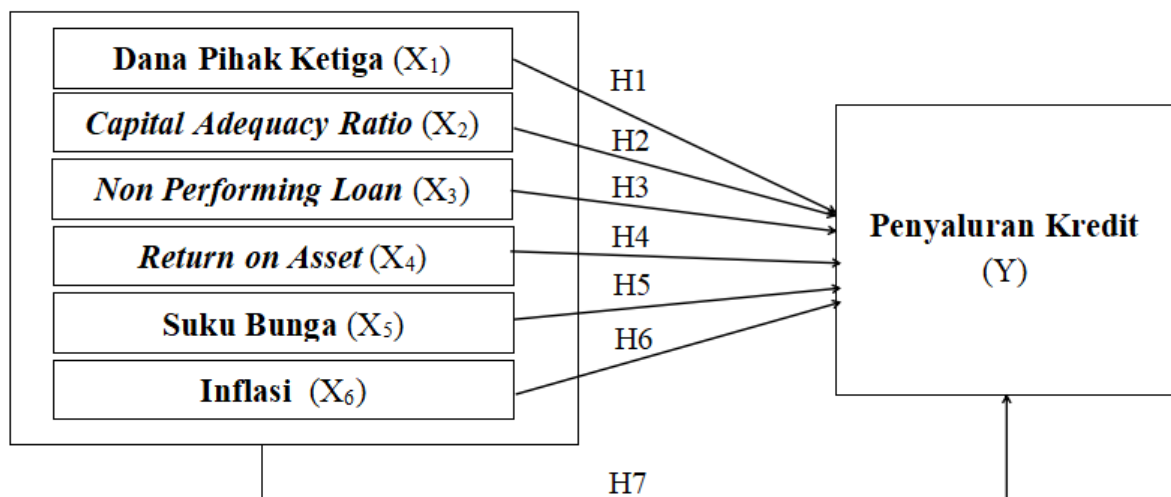 Dana Pihak Ketiga (X₁)
Capital Adequacy Ratio (X₂)
Non Performing Loan (X₃)
Return on Asset (X₄)
Suku Bunga (X₅)
Inflasi (X₆)
H1
H2
H3
H4
H5
H6
Penyaluran Kredit
(Y)
H7